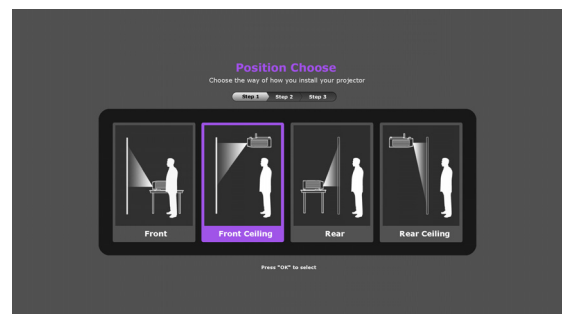 Position Choose
Choose the way of how you install your projector
Step 1 Step 2 Step 3
Front Front Ceiling Rear Rear Ceiling
Press "OK" to select